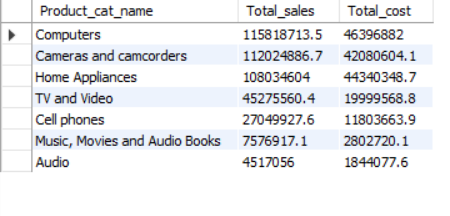 Product_cat_name Total_sales Total_cost
Computers 115818713.5 46396882
Cameras and camcorders 112024886.7 42080604.1
Home Appliances 108034604 44340348.7
TV and Video 45275560.4 19999568.8
Cell phones 27049927.6 11803663.9
Music, Movies and Audio Books 7576917.1 2802720.1
Audio 4517056 1844077.6